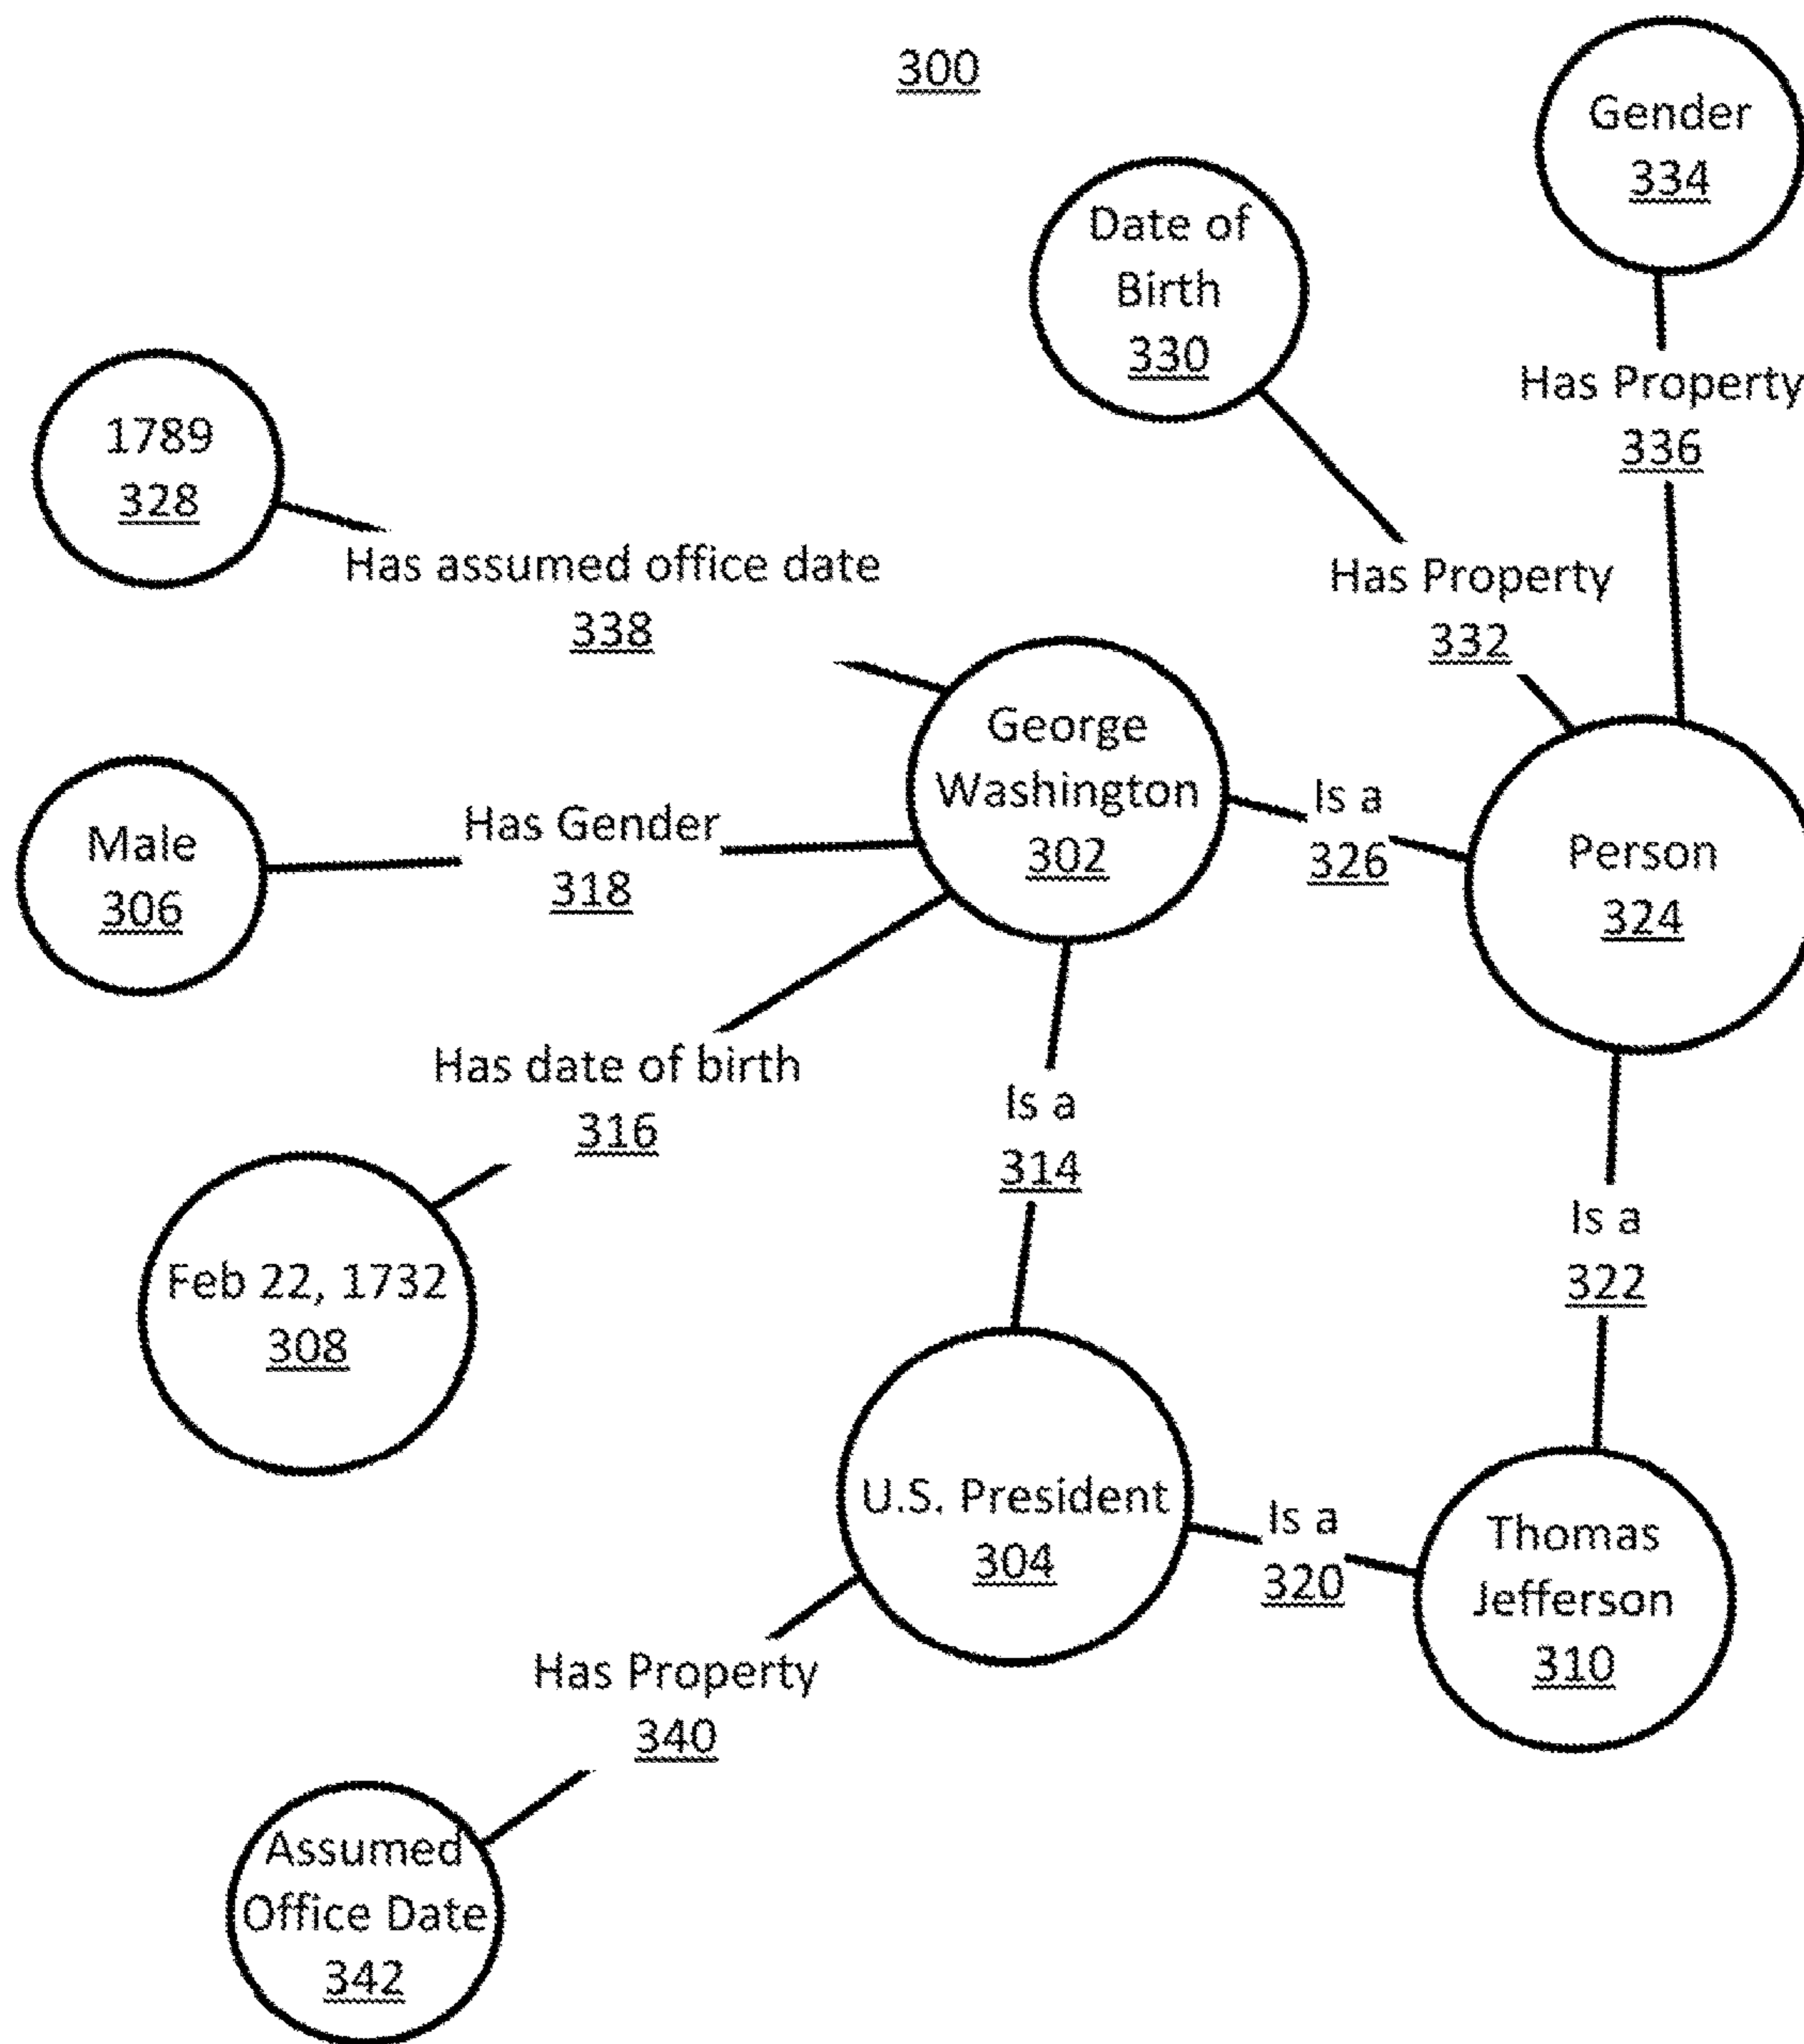 300
Gender
334
Date of
Birth
330
Has Property
336
1789
328
Has assumed office date
338
Has Property
332
George
Washington
302
Is a
326
Person
324
Male
306
Has Gender
318
Has date of birth
316
Is a
314
Feb 22, 1732
308
Is a
322
U.S. President
304
Is a
320
Thomas
Jefferson
310
Has Property
340
Assumed
Office Date
342